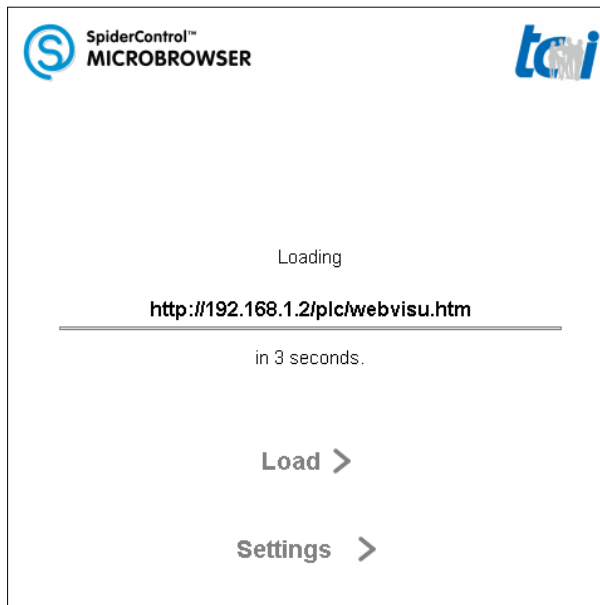 SpiderControl™
MICROBROWSER
tci
Loading
http://192.168.1.2/plc/webvisu.htm
in 3 seconds.
Load >
Settings >